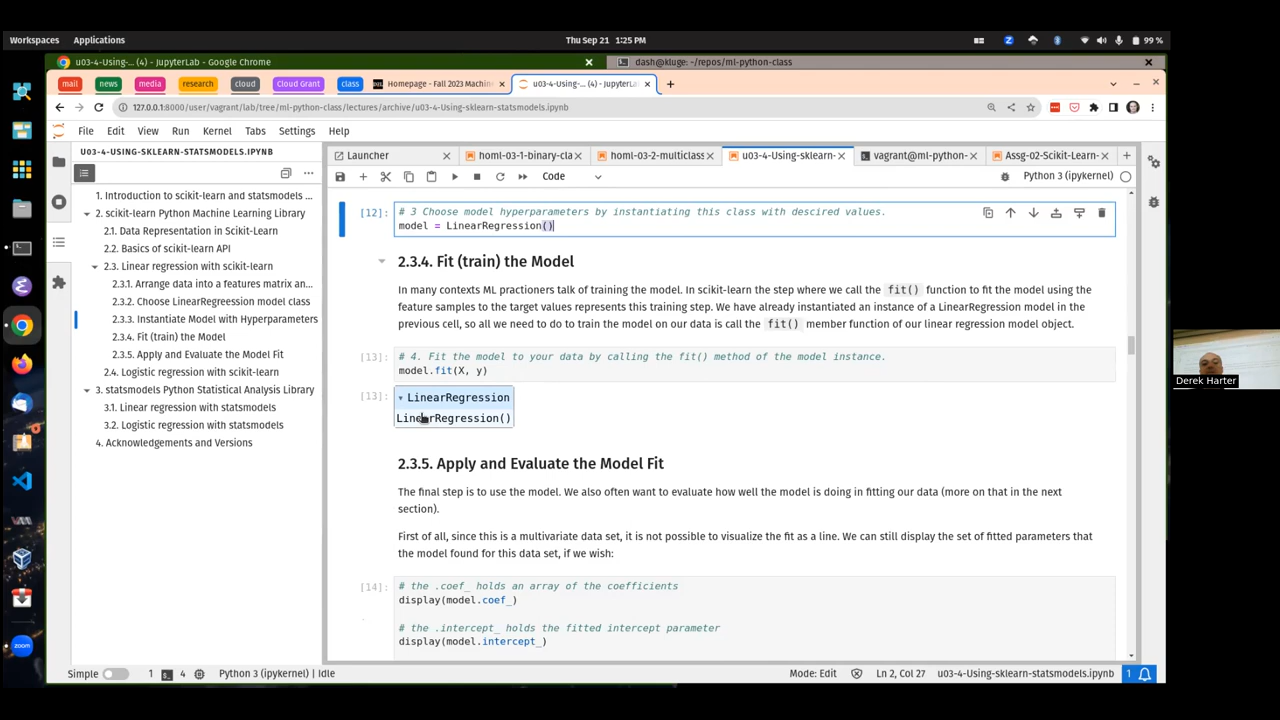 Workspaces Applications Thu Sep 21 1:25 PM 99 %
u03-4-Using-... (4) - JupyterLab - Google Chrome dash@kluge: ~/repos/ml-python-class
mail news media research cloud Cloud Grant class Homepage - Fall 2023 Machin u03-4-Using-... (4) - JupyterLab
127.0.0.1:8000/user/vagrant/lab/tree/ml-python-class/lectures/archive/u03-4-Using-sklearn-statsmodels.ipynb
File Edit View Run Kernel Tabs Settings Help
U03-4-USING-SKLEARN-STATSMODELS.IPYNB
Launcher homl-03-1-binary-cla homl-03-2-multiclass u03-4-Using-sklearn- vagrant@ml-python- Assg-02-Scikit-Learn-
Code Python 3 (ipykernel)
1. Introduction to scikit-learn and statsmodels ...
2. scikit-learn Python Machine Learning Library
2.1. Data Representation in Scikit-Learn
2.2. Basics of scikit-learn API
2.3. Linear regression with scikit-learn
2.3.1. Arrange data into a features matrix an...
2.3.2. Choose LinearRegreession model class
2.3.3. Instantiate Model with Hyperparameters
2.3.4. Fit (train) the Model
2.3.5. Apply and Evaluate the Model Fit
2.4. Logistic regression with scikit-learn
3. statsmodels Python Statistical Analysis Library
3.1. Linear regression with statsmodels
3.2. Logistic regression with statsmodels
4. Acknowledgements and Versions
[12]: # 3 Choose model hyperparameters by instantiating this class with descired values.
model = LinearRegression()
2.3.4. Fit (train) the Model
In many contexts ML practioners talk of training the model. In scikit-learn the step where we call the fit() function to fit the model using the
feature samples to the target values represents this training step. We have already instantiated an instance of a LinearRegression model in the
previous cell, so all we need to do to train the model on our data is call the fit() member function of our linear regression model object.
[13]: # 4. Fit the model to your data by calling the fit() method of the model instance.
model.fit(X, y)
[13]: LinearRegression
LinearRegression()
2.3.5. Apply and Evaluate the Model Fit
The final step is to use the model. We also often want to evaluate how well the model is doing in fitting our data (more on that in the next
section).
First of all, since this is a multivariate data set, it is not possible to visualize the fit as a line. We can still display the set of fitted parameters that
the model found for this data set, if we wish:
[14]: # the .coef_ holds an array of the coefficients
display(model.coef_)
# the .intercept_ holds the fitted intercept parameter
display(model.intercept_)
Simple 1 4 Python 3 (ipykernel) | Idle Mode: Edit Ln 2, Col 27 u03-4-Using-sklearn-statsmodels.ipynb 1
zoom
Derek Harter